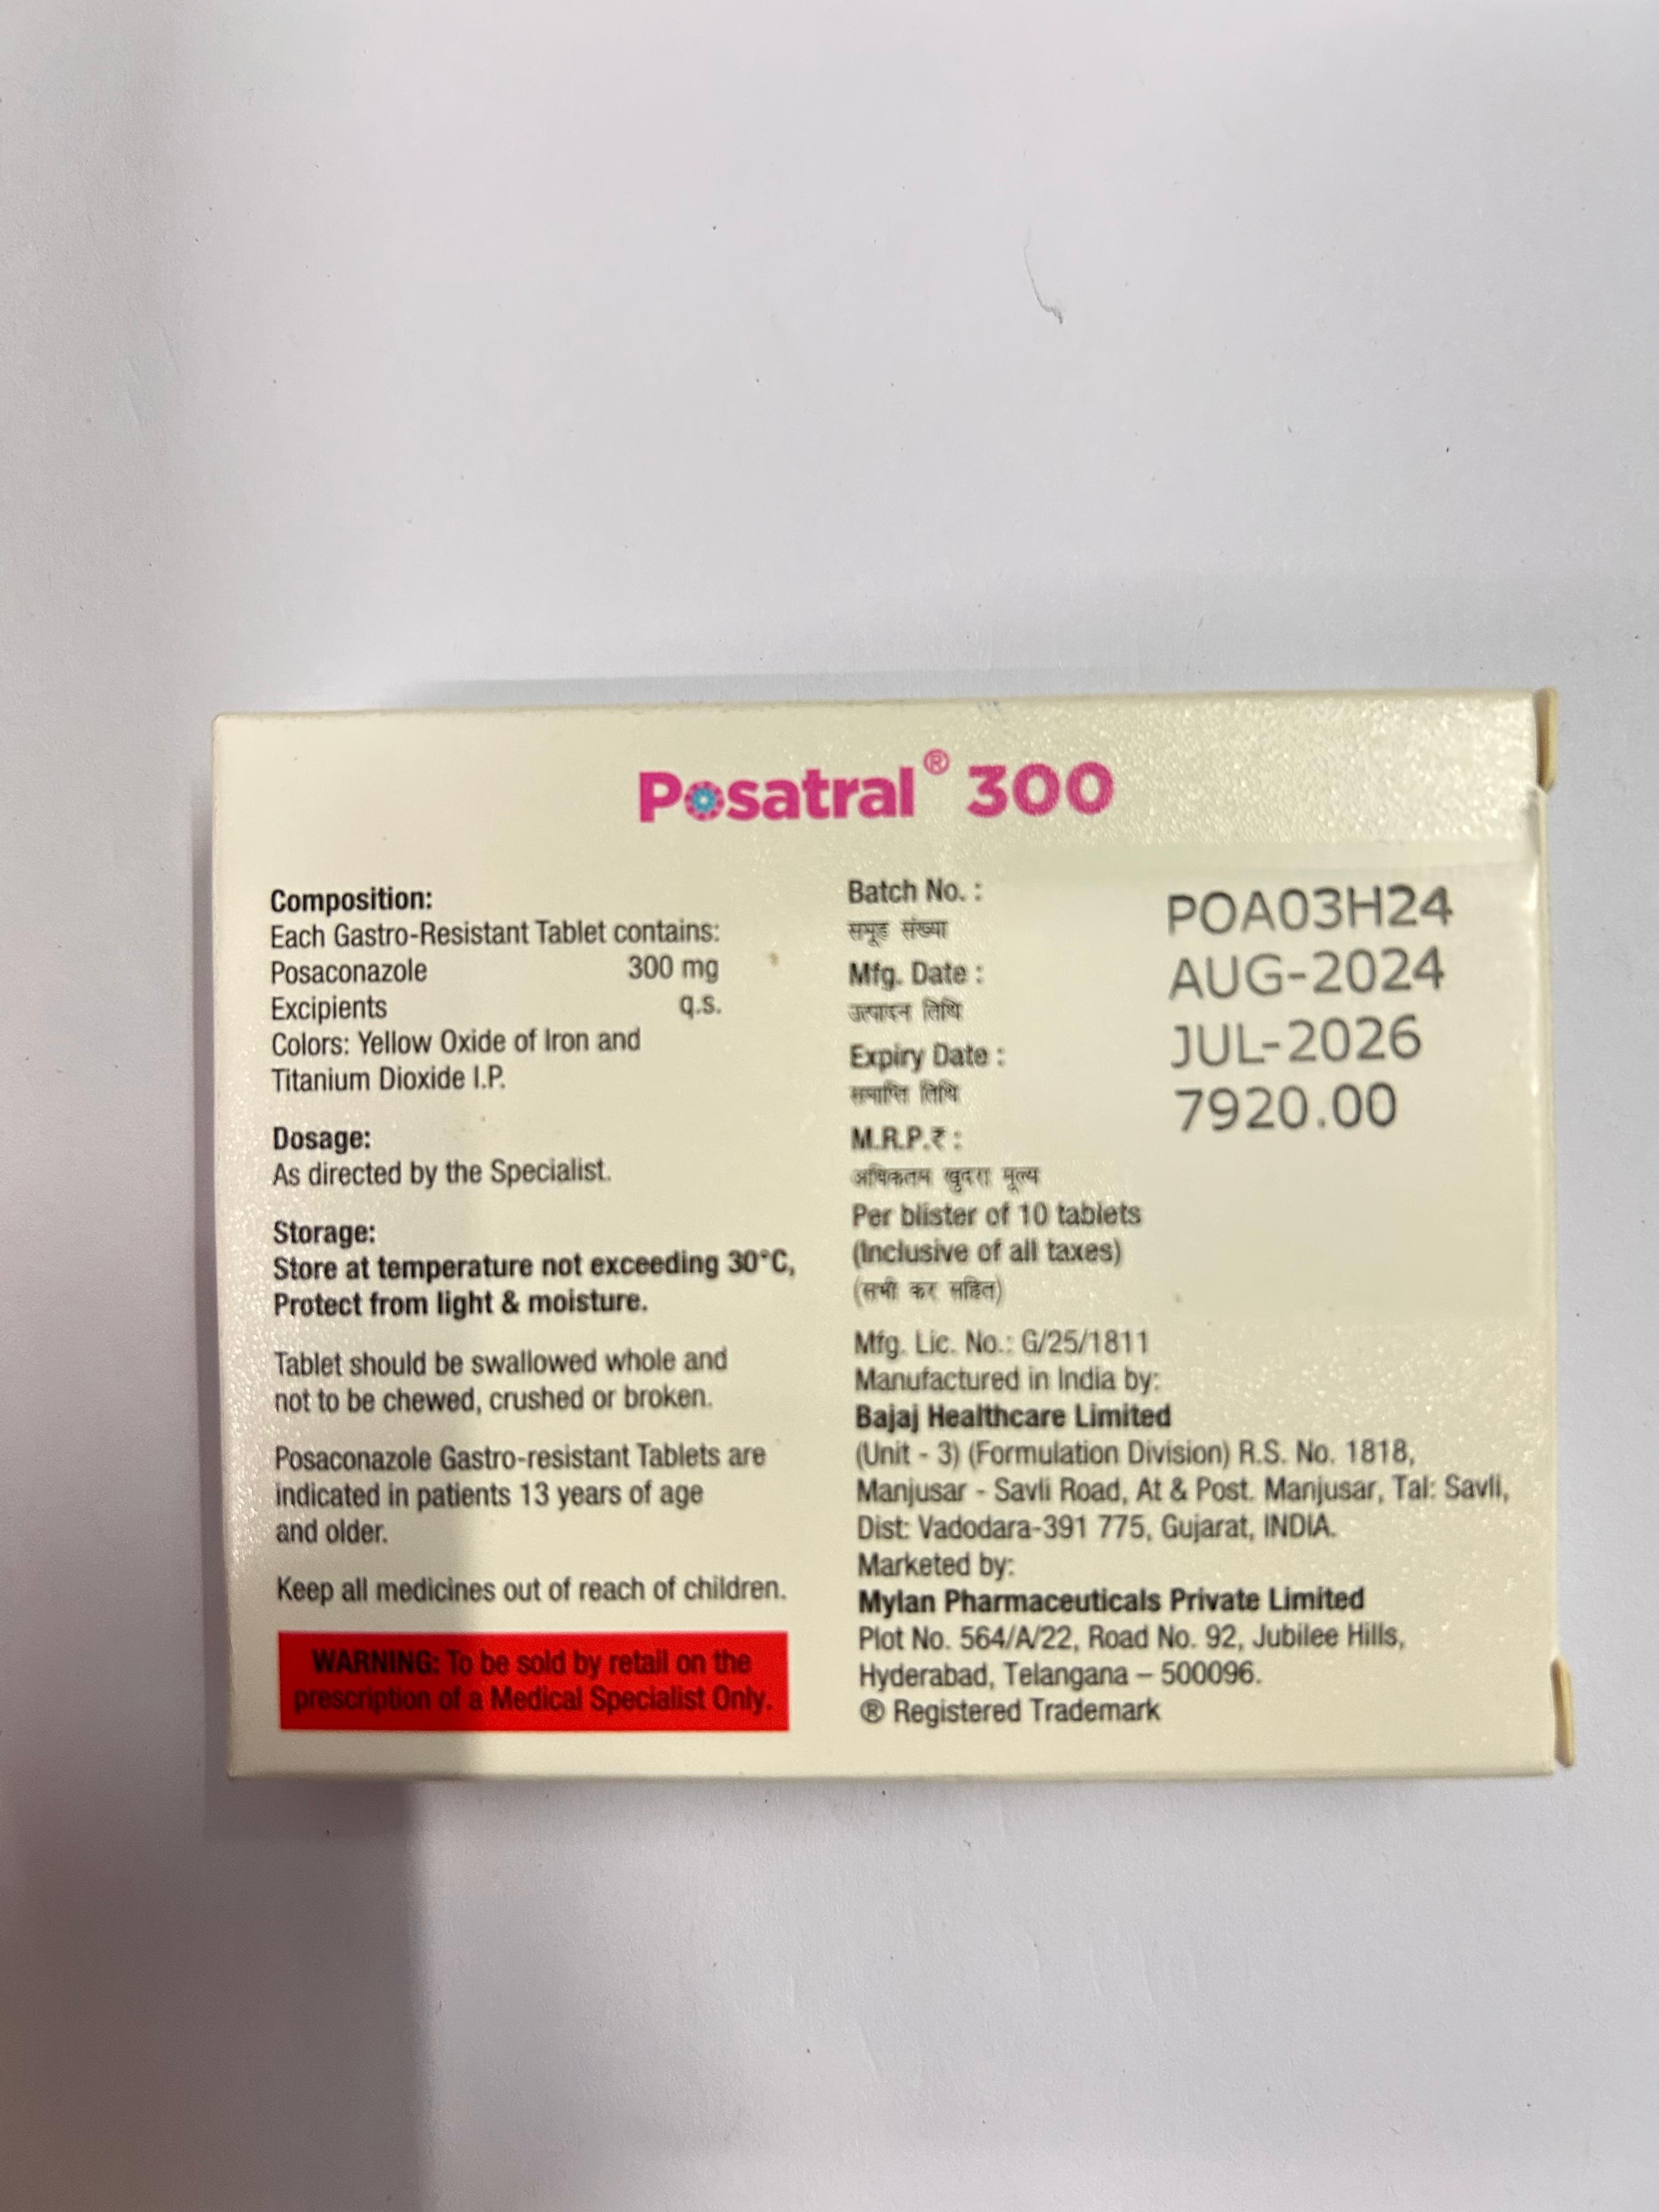 Posatral® 300
Composition:
Each Gastro-Resistant Tablet contains:
Posaconazole 300 mg
Excipients q.s.
Colors: Yellow Oxide of Iron and
Titanium Dioxide I.P.
Dosage:
As directed by the Specialist.
Storage:
Store at temperature not exceeding 30°C,
Protect from light & moisture.
Tablet should be swallowed whole and
not to be chewed, crushed or broken.
Posaconazole Gastro-resistant Tablets are
indicated in patients 13 years of age
and older.
Keep all medicines out of reach of children.
WARNING: To be sold by retail on the
prescription of a Medical Specialist Only.
Batch No. : POA03H24
समूह संख्या
Mfg. Date : AUG-2024
उत्पादन तिथि
Expiry Date : JUL-2026
समाप्ति तिथि
M.R.P.₹ : 7920.00
अधिकतम खुदरा मूल्य
Per blister of 10 tablets
(Inclusive of all taxes)
(सभी कर सहित)
Mfg. Lic. No.: G/25/1811
Manufactured in India by:
Bajaj Healthcare Limited
(Unit - 3) (Formulation Division) R.S. No. 1818,
Manjusar - Savli Road, At & Post. Manjusar, Tal: Savli,
Dist: Vadodara-391 775, Gujarat, INDIA.
Marketed by:
Mylan Pharmaceuticals Private Limited
Plot No. 564/A/22, Road No. 92, Jubilee Hills,
Hyderabad, Telangana – 500096.
® Registered Trademark